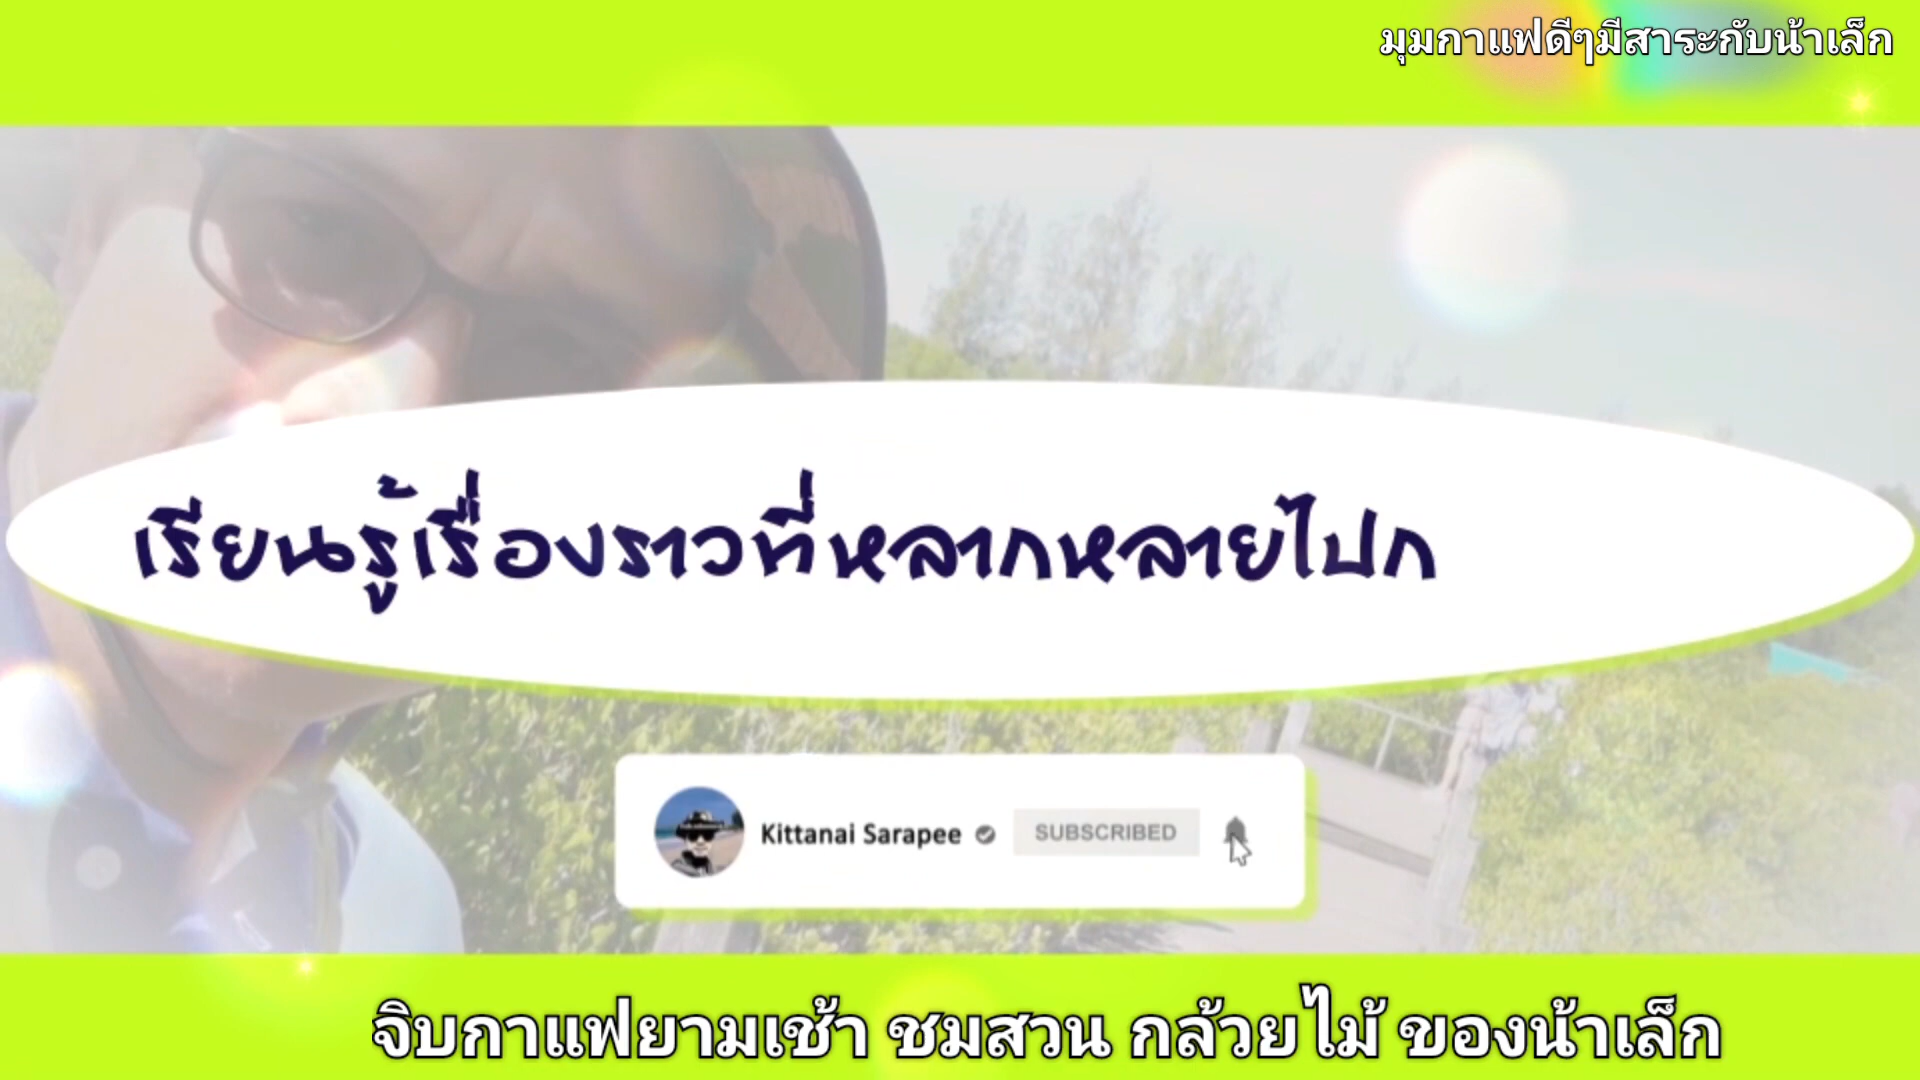 มุมกาแฟดีๆมีสาระกับน้าเล็ก
เรียนรู้เรื่องราวที่หลากหลายไปก
Kittanai Sarapee SUBSCRIBED
จิบกาแฟยามเช้า ชมสวน กล้วยไม้ ของน้าเล็ก